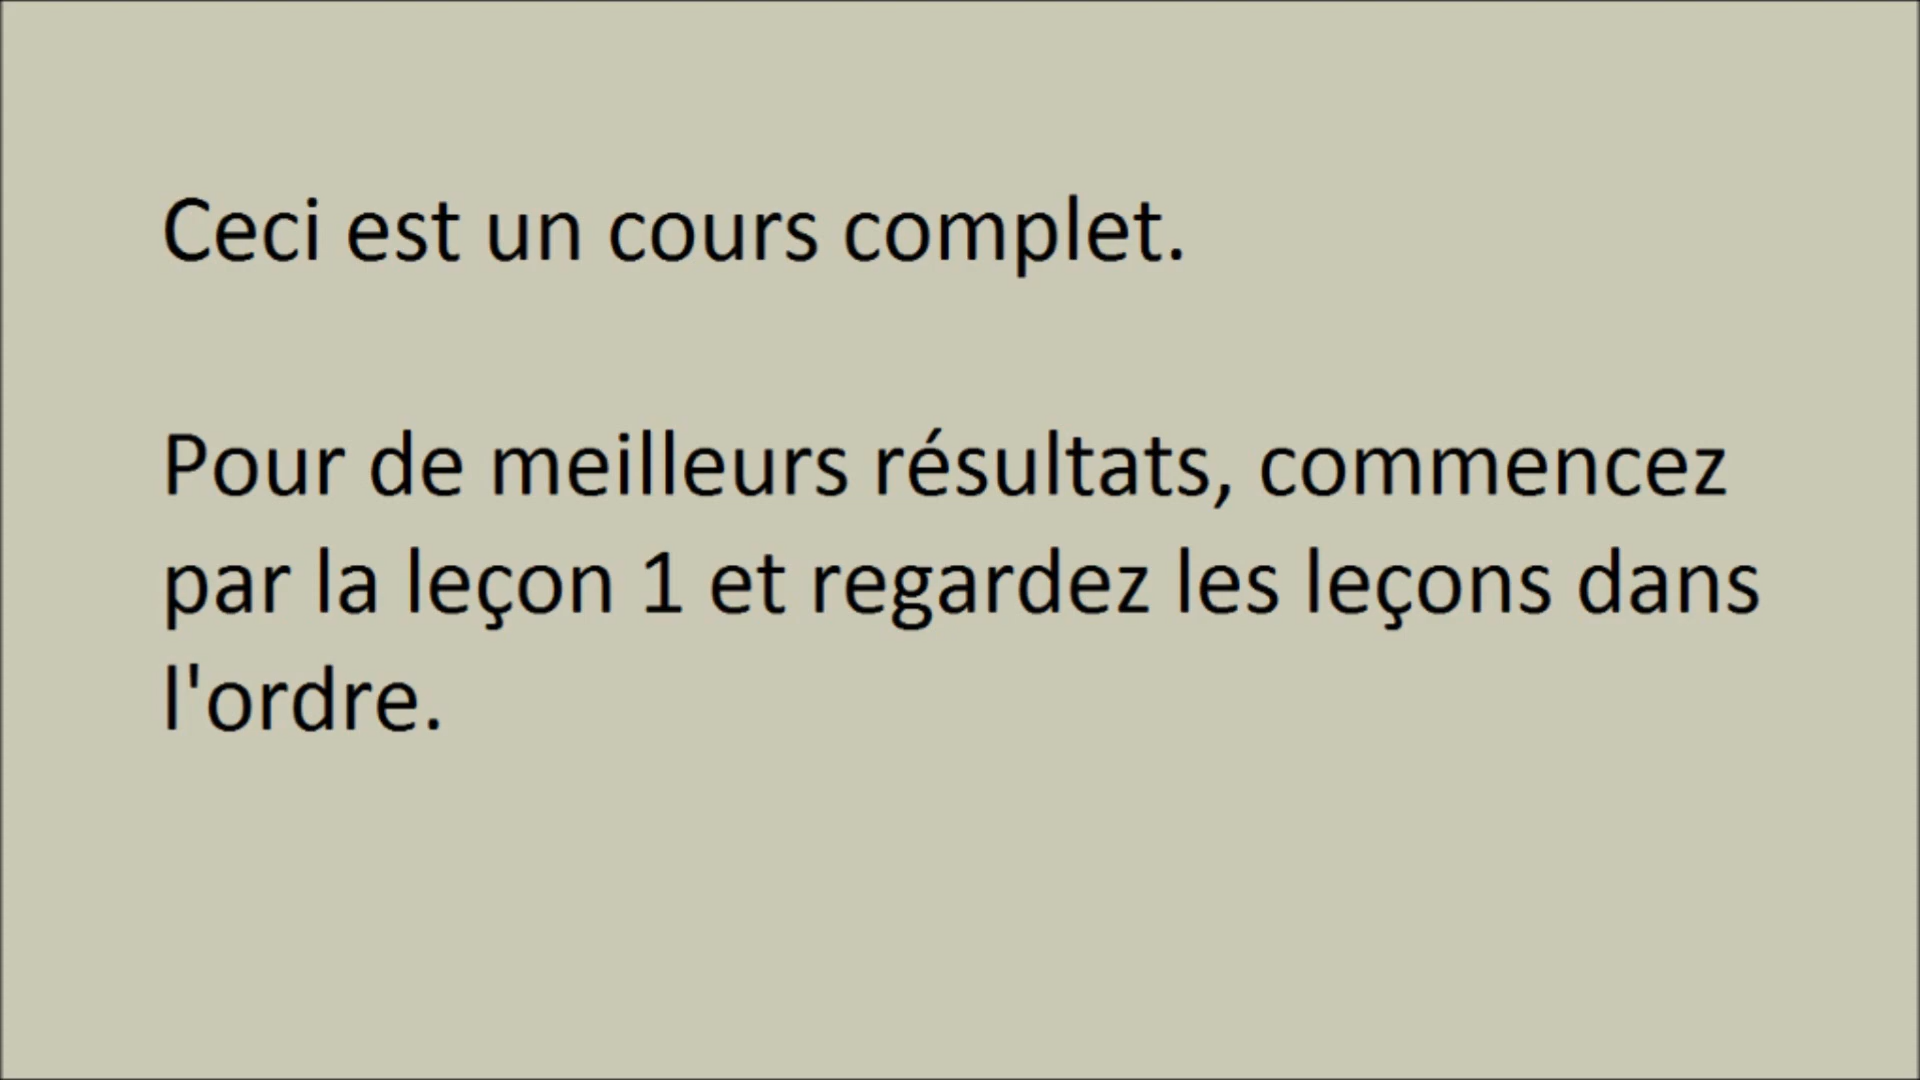 Ceci est un cours complet.
Pour de meilleurs résultats, commencez
par la leçon 1 et regardez les leçons dans
l'ordre.